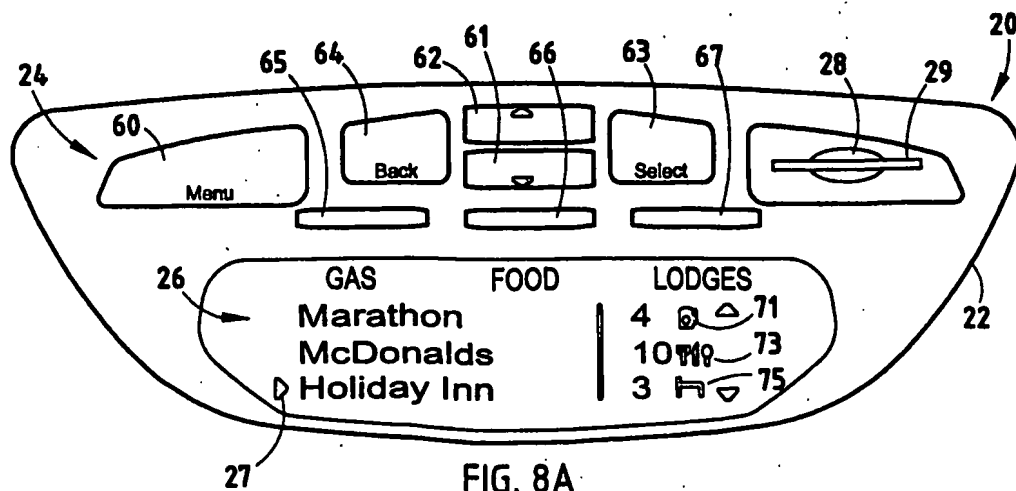 61
64 62 66 63 67 28 20
24 65 29
60
Back Select
Menu
26 GAS FOOD LODGES
Marathon 4 71 22
McDonalds 10 73
Holiday Inn 3 75
27
FIG. 8A